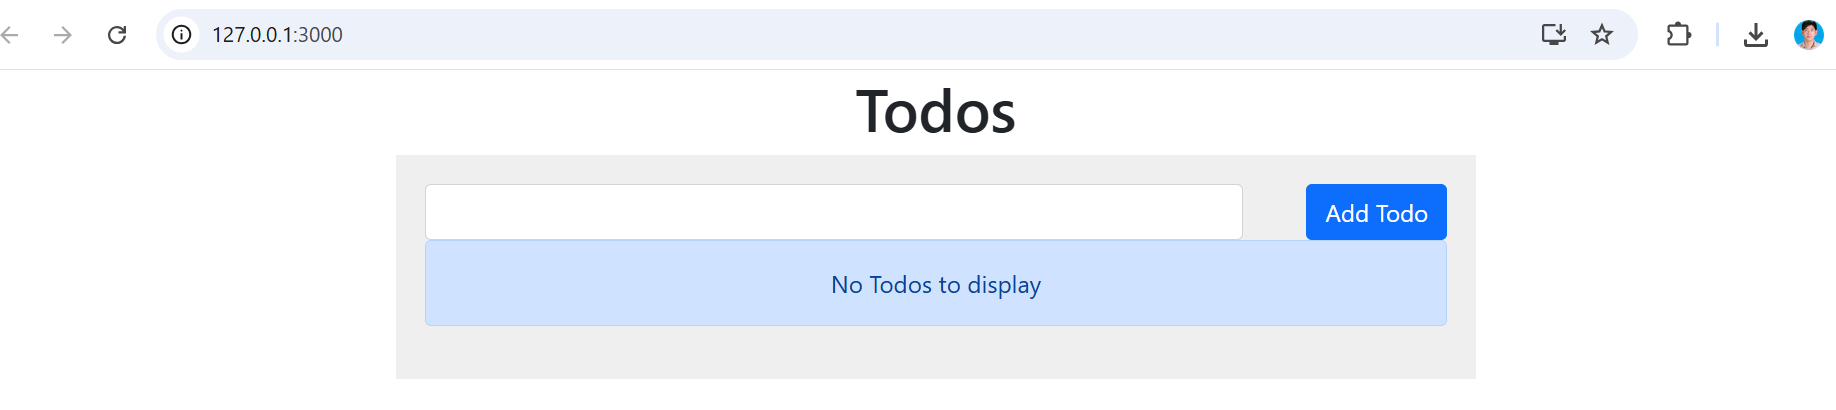 127.0.0.1:3000
Todos
Add Todo
No Todos to display